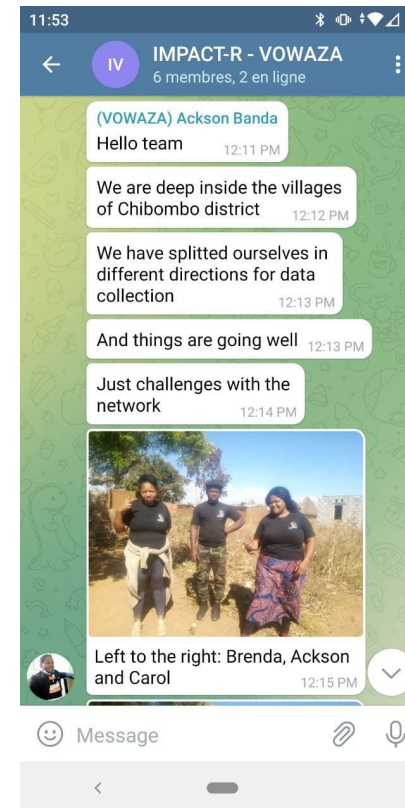 11:53
IV
IMPACT-R - VOWAZA
6 membres, 2 en ligne
(VOWAZA) Ackson Banda
Hello team
12:11 PM
We are deep inside the villages
of Chibombo district
12:12 PM
We have splitted ourselves in
different directions for data
collection
12:13 PM
And things are going well
12:13 PM
Just challenges with the
network
12:14 PM
Left to the right: Brenda, Ackson
and Carol
12:15 PM
Message